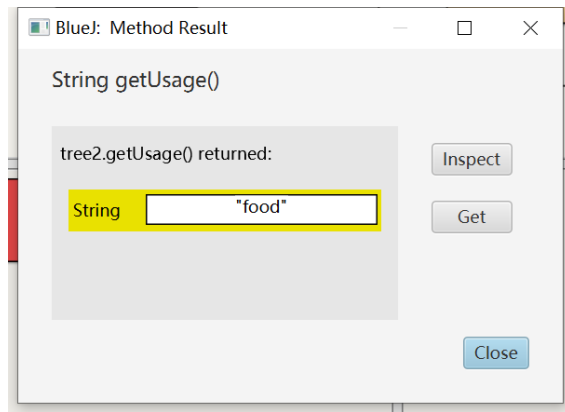 BlueJ: Method Result
String getUsage()
tree2.getUsage() returned:
Inspect
String "food"
Get
Close